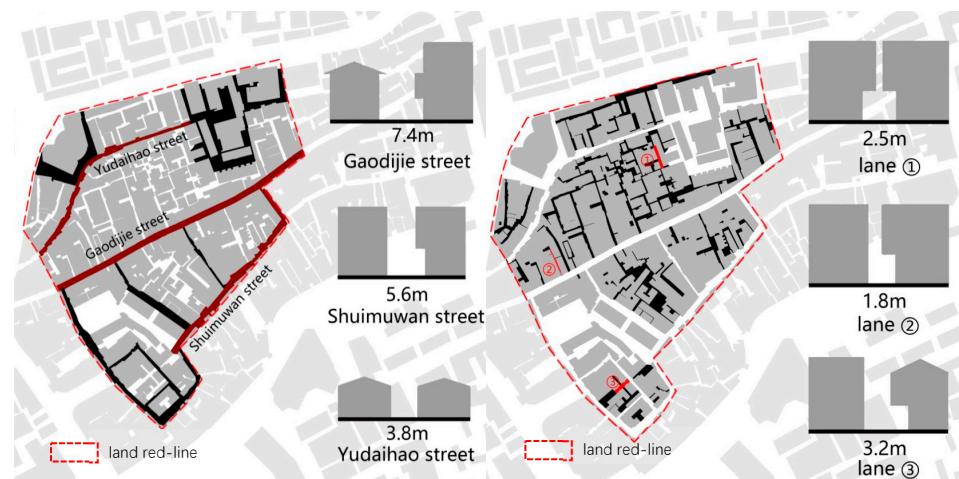 7.4m
Gaodijie street
Yudaihao street
Gaodijie street
5.6m
Shuimuwan street
Shuimuwan street
3.8m
Yudaihao street
land red-line
2.5m
lane ①
①
②
1.8m
lane ②
③
3.2m
lane ③
land red-line